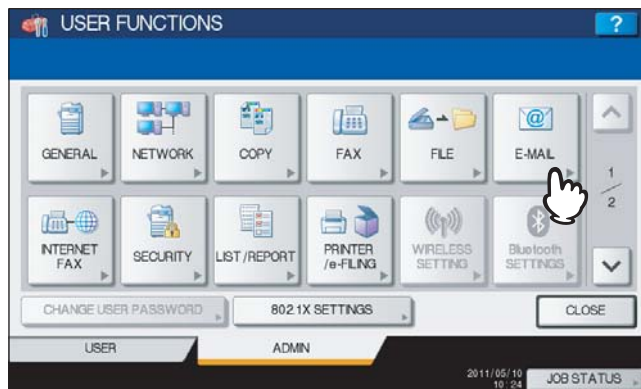 USER FUNCTIONS
?
GENERAL
NETWORK
COPY
FAX
FILE
E-MAIL
1
2
INTERNET
FAX
SECURITY
LIST/REPORT
PRINTER
/e-FILING
WIRELESS
SETTING
Bluetooth
SETTINGS
CHANGE USER PASSWORD
802.1X SETTINGS
CLOSE
USER
ADMIN
2011/05/10
10:24
JOB STATUS